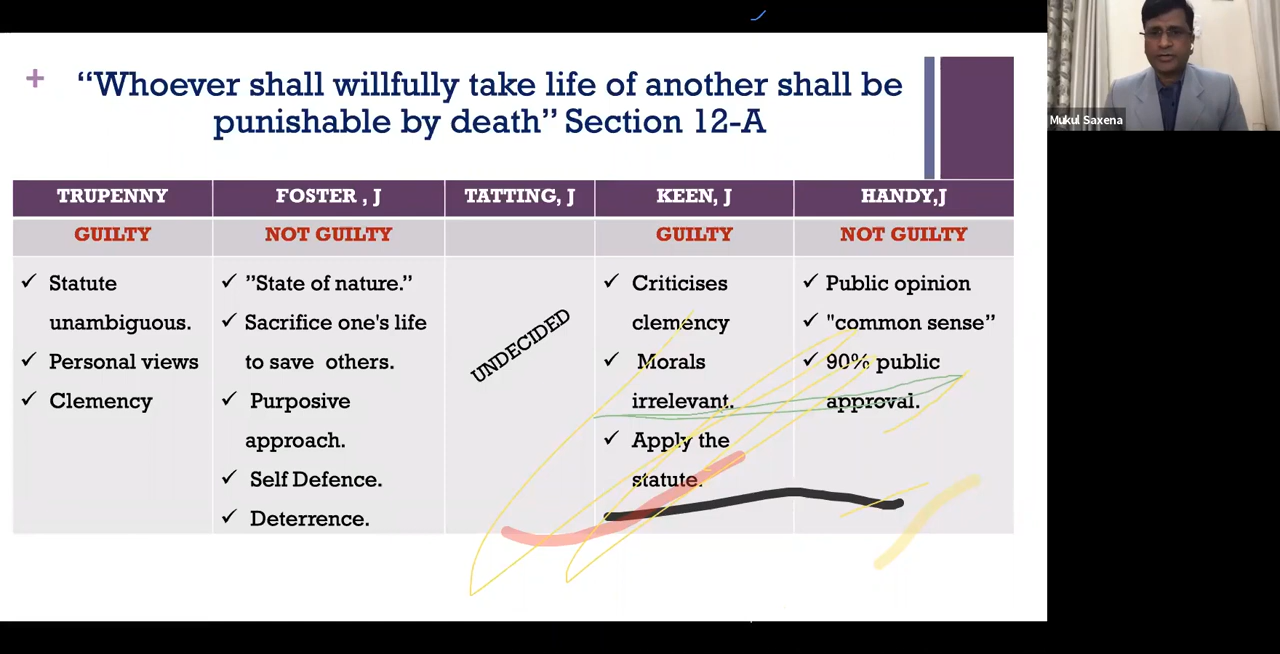 “Whoever shall willfully take life of another shall be
punishable by death” Section 12-A
TRUPENNY
FOSTER , J
TATTING, J
KEEN, J
HANDY,J
GUILTY
NOT GUILTY
GUILTY
NOT GUILTY
Statute
unambiguous.
Personal views
Clemency
”State of nature.”
Sacrifice one's life
to save others.
Purposive
approach.
Self Defence.
Deterrence.
UNDECIDED
Criticises
clemency
Morals
irrelevant.
Apply the
statute.
Public opinion
"common sense”
90% public
approval.
Mukul Saxena